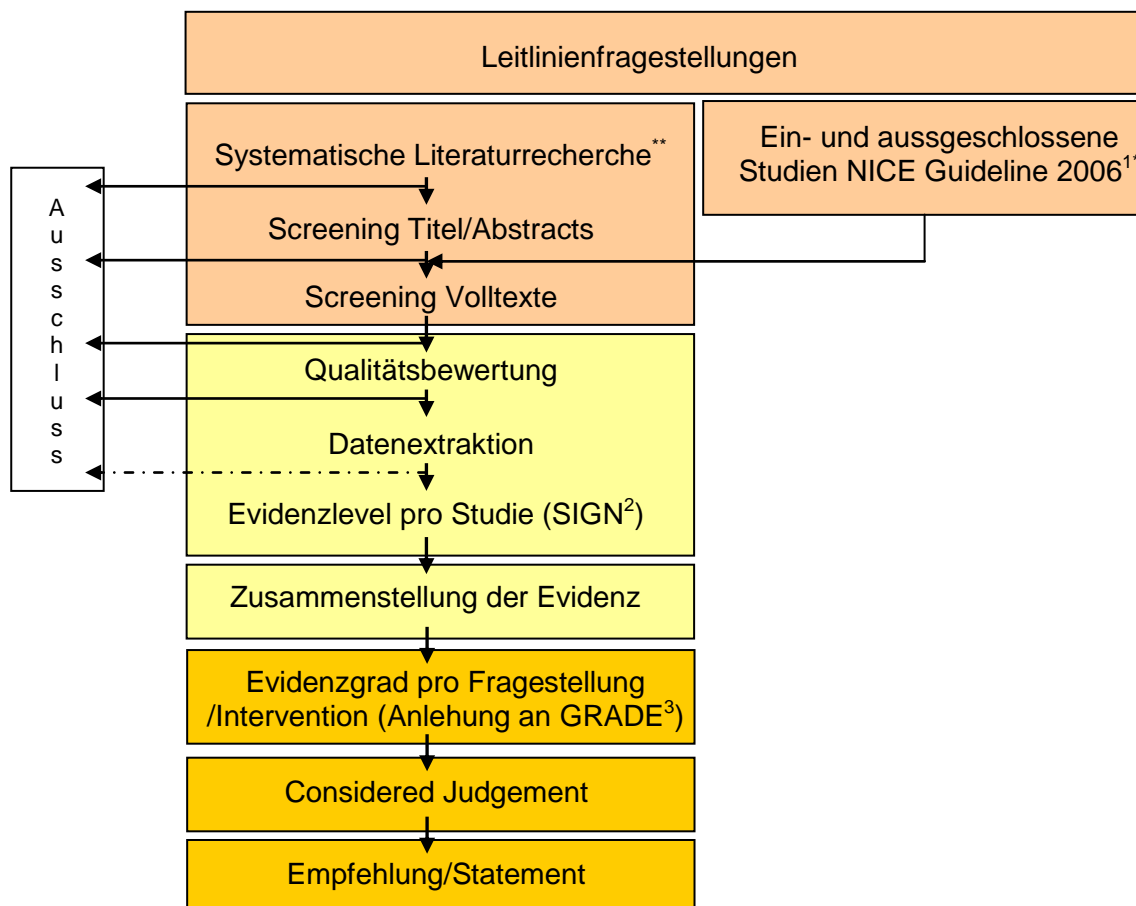 Leitlinienfragestellungen
Systematische Literaturrecherche**
Ein- und aussgeschlossene
Studien NICE Guideline 2006¹*
Screening Titel/Abstracts
Screening Volltexte
A
u
s
s
c
h
l
u
s
s
Qualitätsbewertung
Datenextraktion
Evidenzlevel pro Studie (SIGN²)
Zusammenstellung der Evidenz
Evidenzgrad pro Fragestellung
/Intervention (Anlehung an GRADE³)
Considered Judgement
Empfehlung/Statement